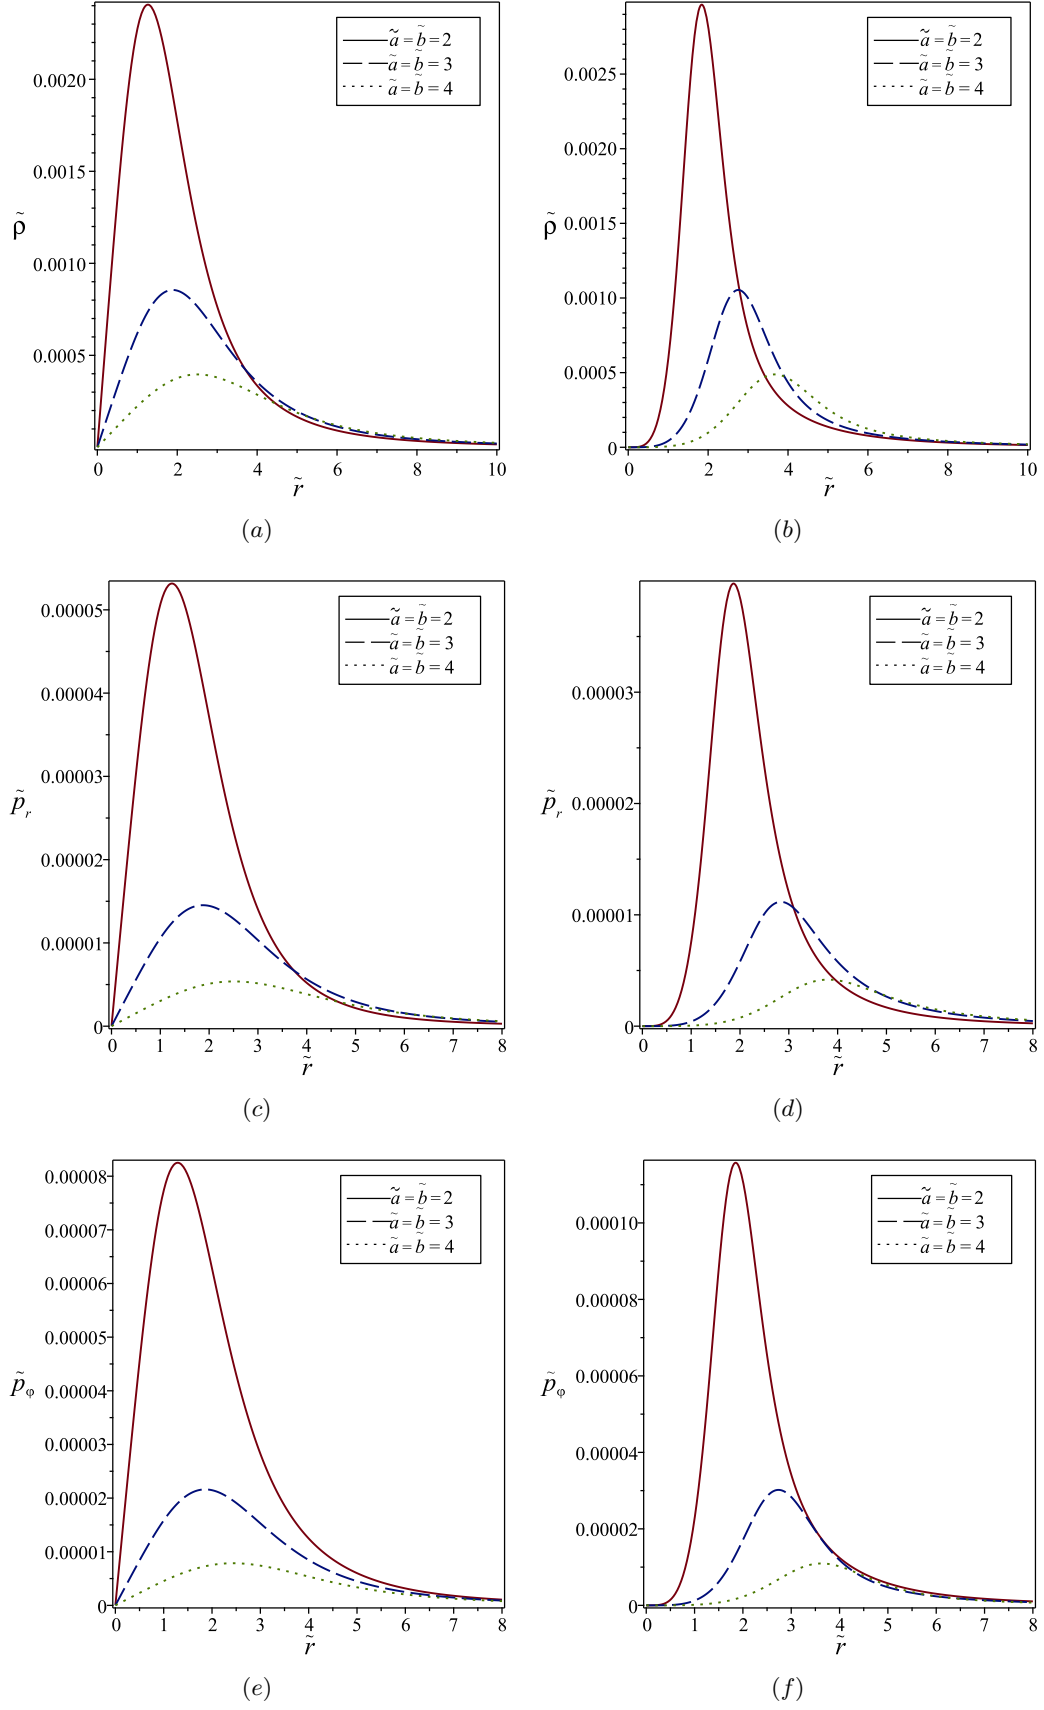 ã = b̃ = 2
ã = b̃ = 3
ã = b̃ = 4
0.0020
0.0015
0.0010
0.0005
ρ̃
0 2 4 6 8 10
r̃
(a)
ã = b̃ = 2
ã = b̃ = 3
ã = b̃ = 4
0.0025
0.0020
0.0015
0.0010
0.0005
0
ρ̃
0 2 4 6 8 10
r̃
(b)
ã = b̃ = 2
ã = b̃ = 3
ã = b̃ = 4
0.00005
0.00004
0.00003
0.00002
0.00001
0
p̃r
0 1 2 3 4 5 6 7 8
r̃
(c)
ã = b̃ = 2
ã = b̃ = 3
ã = b̃ = 4
0.00003
0.00002
0.00001
0
p̃r
0 1 2 3 4 5 6 7 8
r̃
(d)
ã = b̃ = 2
ã = b̃ = 3
ã = b̃ = 4
0.00008
0.00007
0.00006
0.00005
0.00004
0.00003
0.00002
0.00001
0
p̃φ
0 1 2 3 4 5 6 7 8
r̃
(e)
ã = b̃ = 2
ã = b̃ = 3
ã = b̃ = 4
0.00010
0.00008
0.00006
0.00004
0.00002
0
p̃φ
0 1 2 3 4 5 6 7 8
r̃
(f)